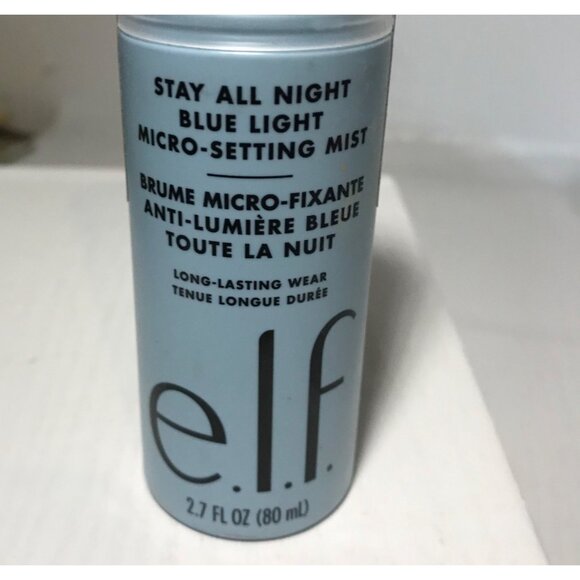 STAY ALL NIGHT
BLUE LIGHT
MICRO-SETTING MIST
BRUME MICRO-FIXANTE
ANTI-LUMIÈRE BLEUE
TOUTE LA NUIT
LONG-LASTING WEAR
TENUE LONGUE DURÉE
e.l.f.
2.7 FL OZ (80 mL)